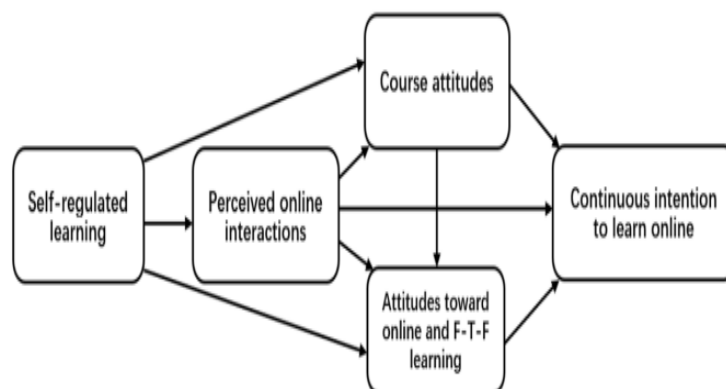 Course attitudes
Self-regulated
learning
Perceived online
interactions
Continuous intention
to learn online
Attitudes toward
online and F-T-F
learning